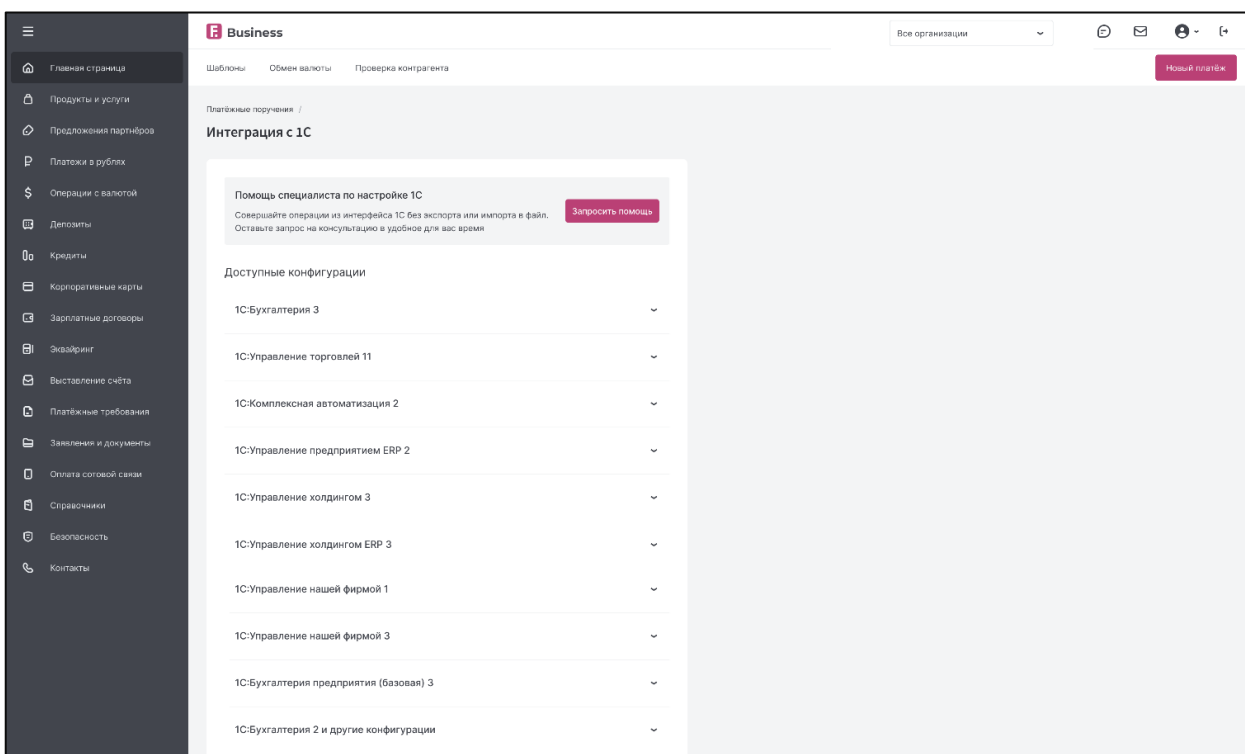 F. Business
Все организации
Главная страница
Продукты и услуги
Предложения партнёров
Платежи в рублях
Операции с валютой
Депозиты
Кредиты
Корпоративные карты
Зарплатные договоры
Эквайринг
Выставление счёта
Платёжные требования
Заявления и документы
Оплата сотовой связи
Справочники
Безопасность
Контакты
Шаблоны Обмен валюты Проверка контрагента
Новый платёж
Платёжные поручения /
Интеграция с 1С
Помощь специалиста по настройке 1С
Совершайте операции из интерфейса 1С без экспорта или импорта в файл.
Оставьте запрос на консультацию в удобное для вас время
Запросить помощь
Доступные конфигурации
1С:Бухгалтерия 3
1С:Управление торговлей 11
1С:Комплексная автоматизация 2
1С:Управление предприятием ERP 2
1С:Управление холдингом 3
1С:Управление холдингом ERP 3
1С:Управление нашей фирмой 1
1С:Управление нашей фирмой 3
1С:Бухгалтерия предприятия (базовая) 3
1С:Бухгалтерия 2 и другие конфигурации